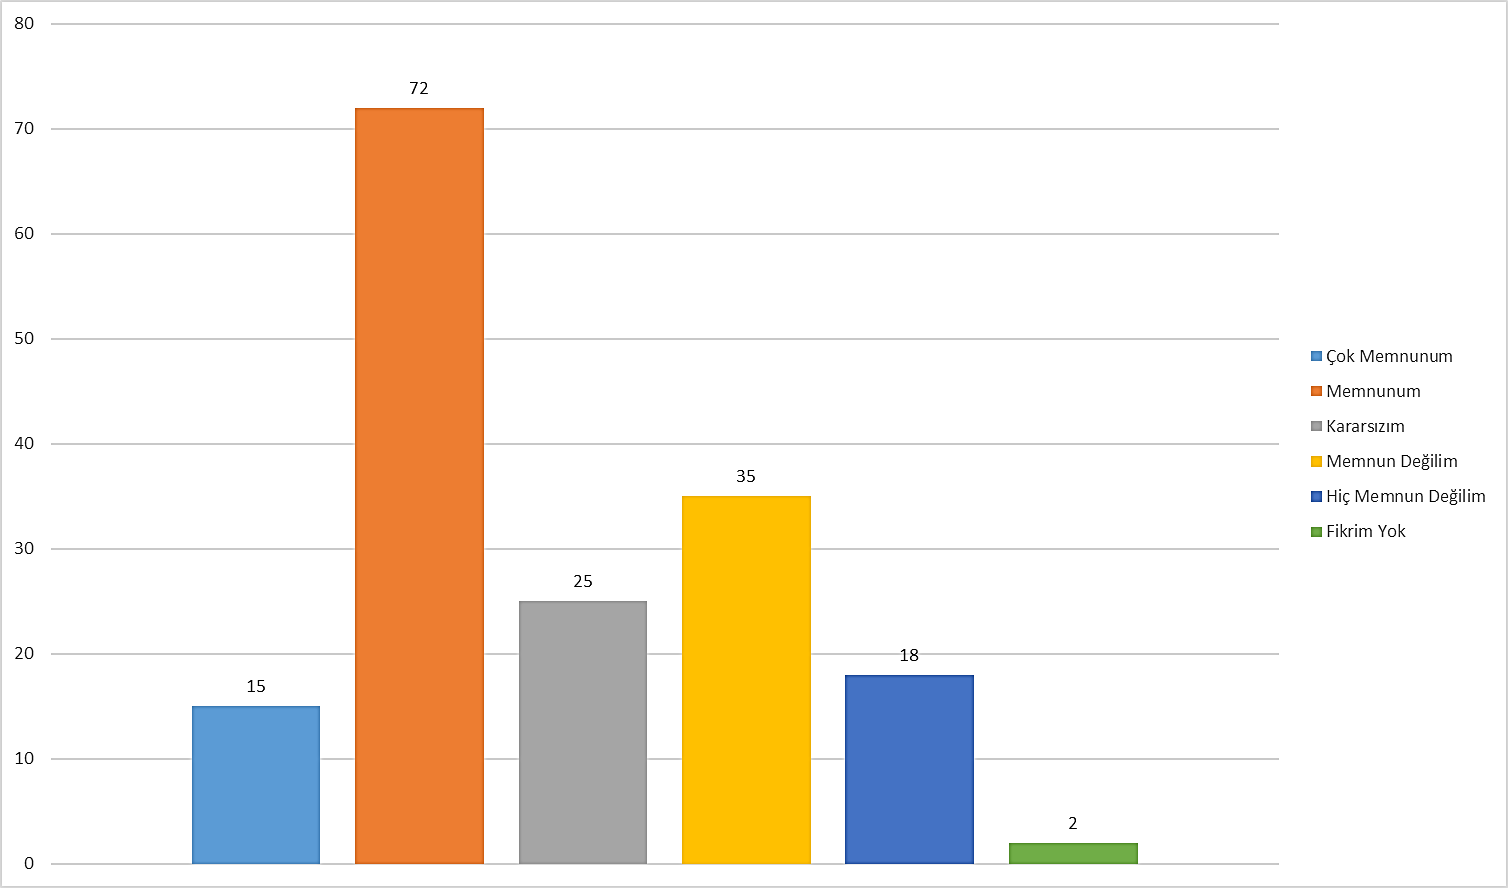 80
70
60
50
40
30
20
10
0
15
72
25
35
18
2
Çok Memnunum
Memnunum
Kararsızım
Memnun Değilim
Hiç Memnun Değilim
Fikrim Yok